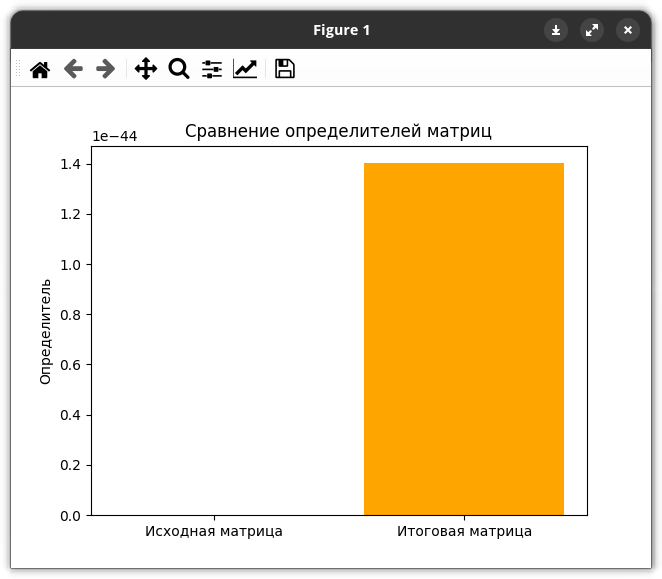 Figure 1
1e−44
Сравнение определителей матриц
1.4
1.2
1.0
0.8
0.6
0.4
0.2
0.0
Определитель
Исходная матрица
Итоговая матрица